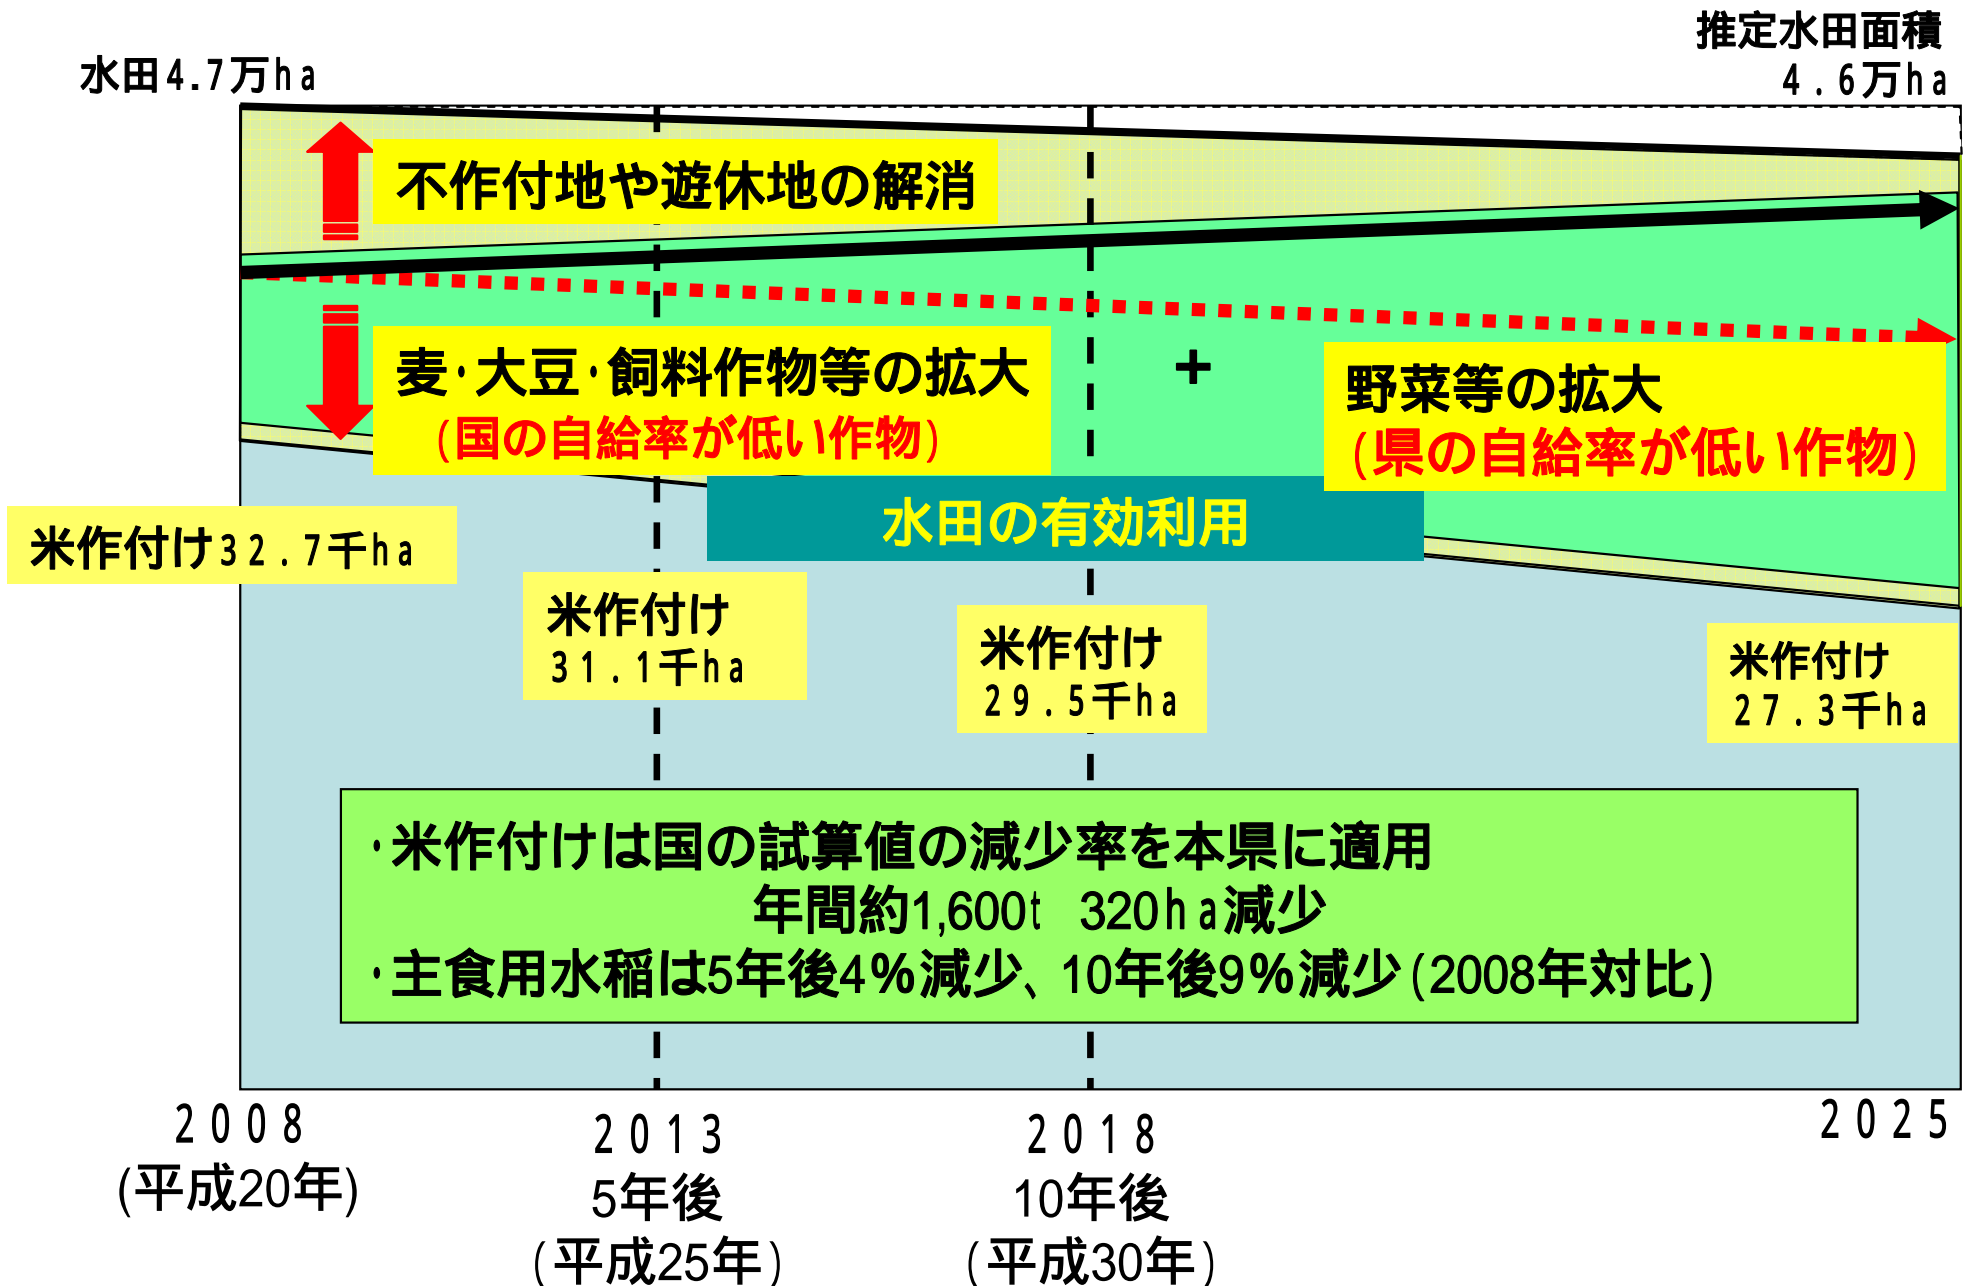 推定水田面積
4.6万ha
水田4.7万ha
不作付地や遊休地の解消
麦・大豆・飼料作物等の拡大
(国の自給率が低い作物)
+
野菜等の拡大
(県の自給率が低い作物)
水田の有効利用
米作付け32.7千ha
米作付け
31.1千ha
米作付け
29.5千ha
米作付け
27.3千ha
・米作付けは国の試算値の減少率を本県に適用
年間約1,600t 320ha減少
・主食用水稲は5年後4%減少、10年後9%減少(2008年対比)
2008
(平成20年)
2013
5年後
(平成25年)
2018
10年後
(平成30年)
2025